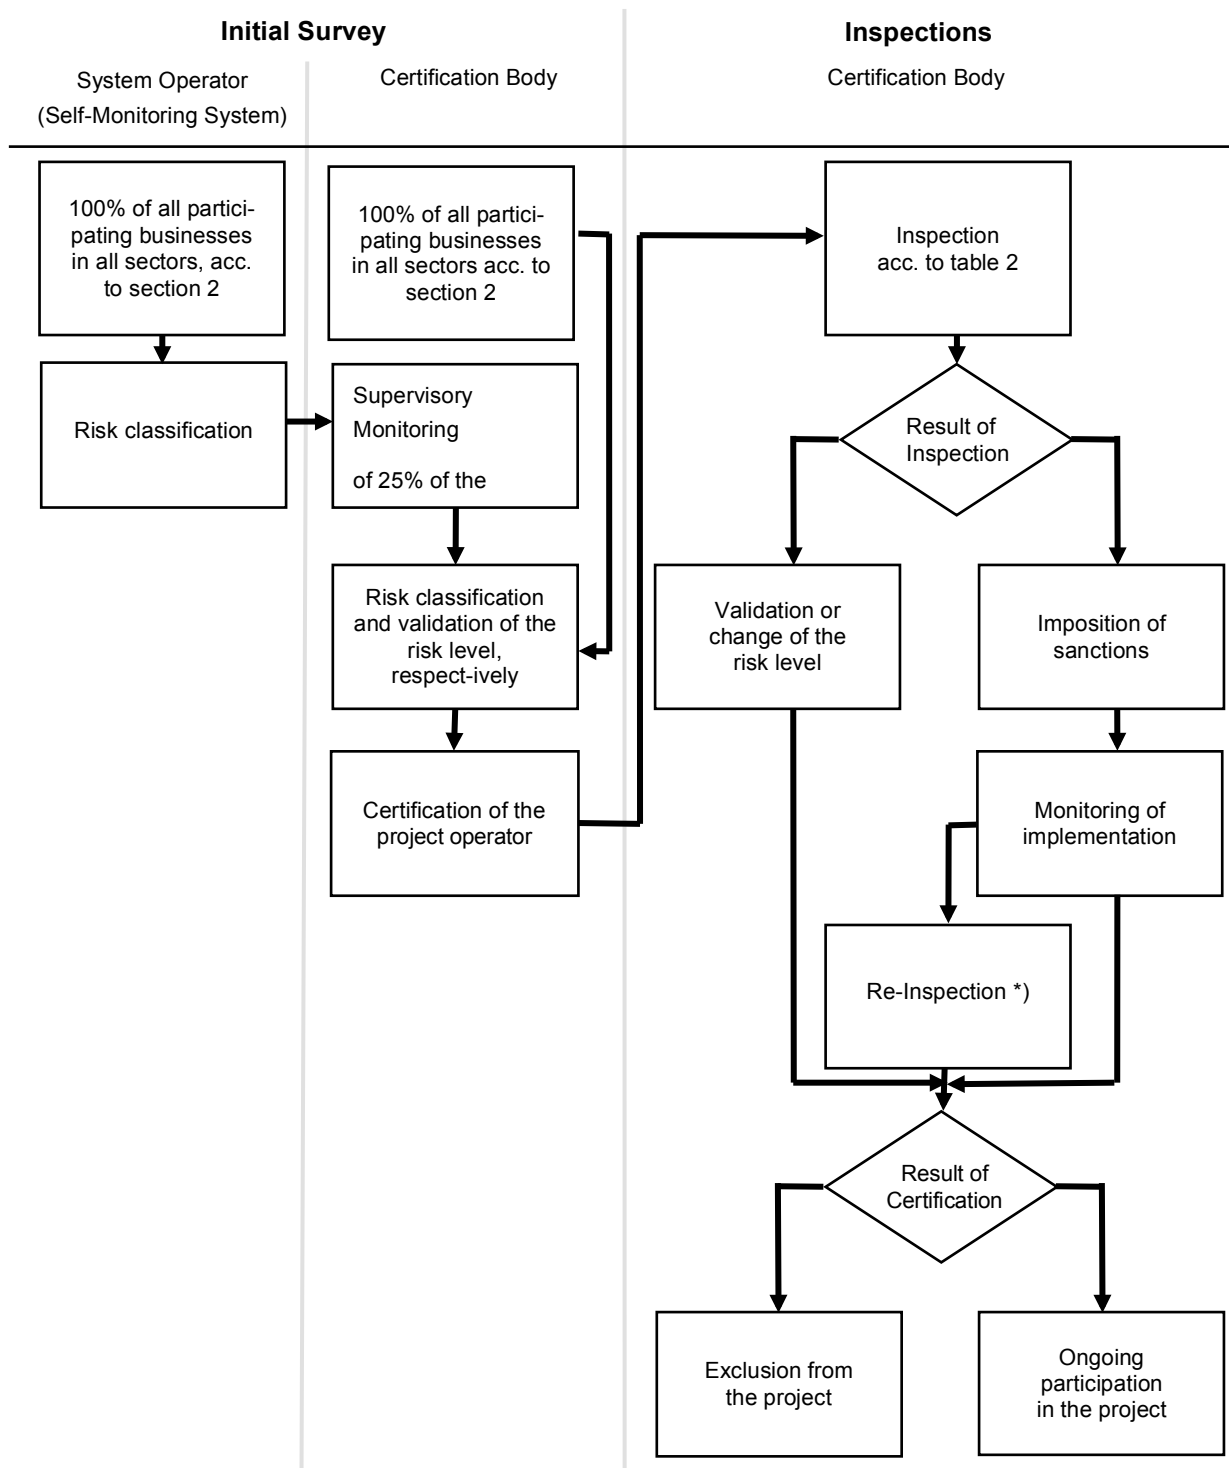 Initial Survey
Inspections
System Operator
(Self-Monitoring System)
Certification Body
Certification Body
100% of all partici-
pating businesses
in all sectors, acc.
to section 2
100% of all partici-
pating businesses
in all sectors acc. to
section 2
Inspection
acc. to table 2
Risk classification
Supervisory
Monitoring
of 25% of the
Result of
Inspection
Risk classification
and validation of the
risk level,
respect-ively
Validation or
change of the
risk level
Imposition of
sanctions
Certification of the
project operator
Monitoring of
implementation
Re-Inspection *)
Result of
Certification
Exclusion from
the project
Ongoing
participation
in the project